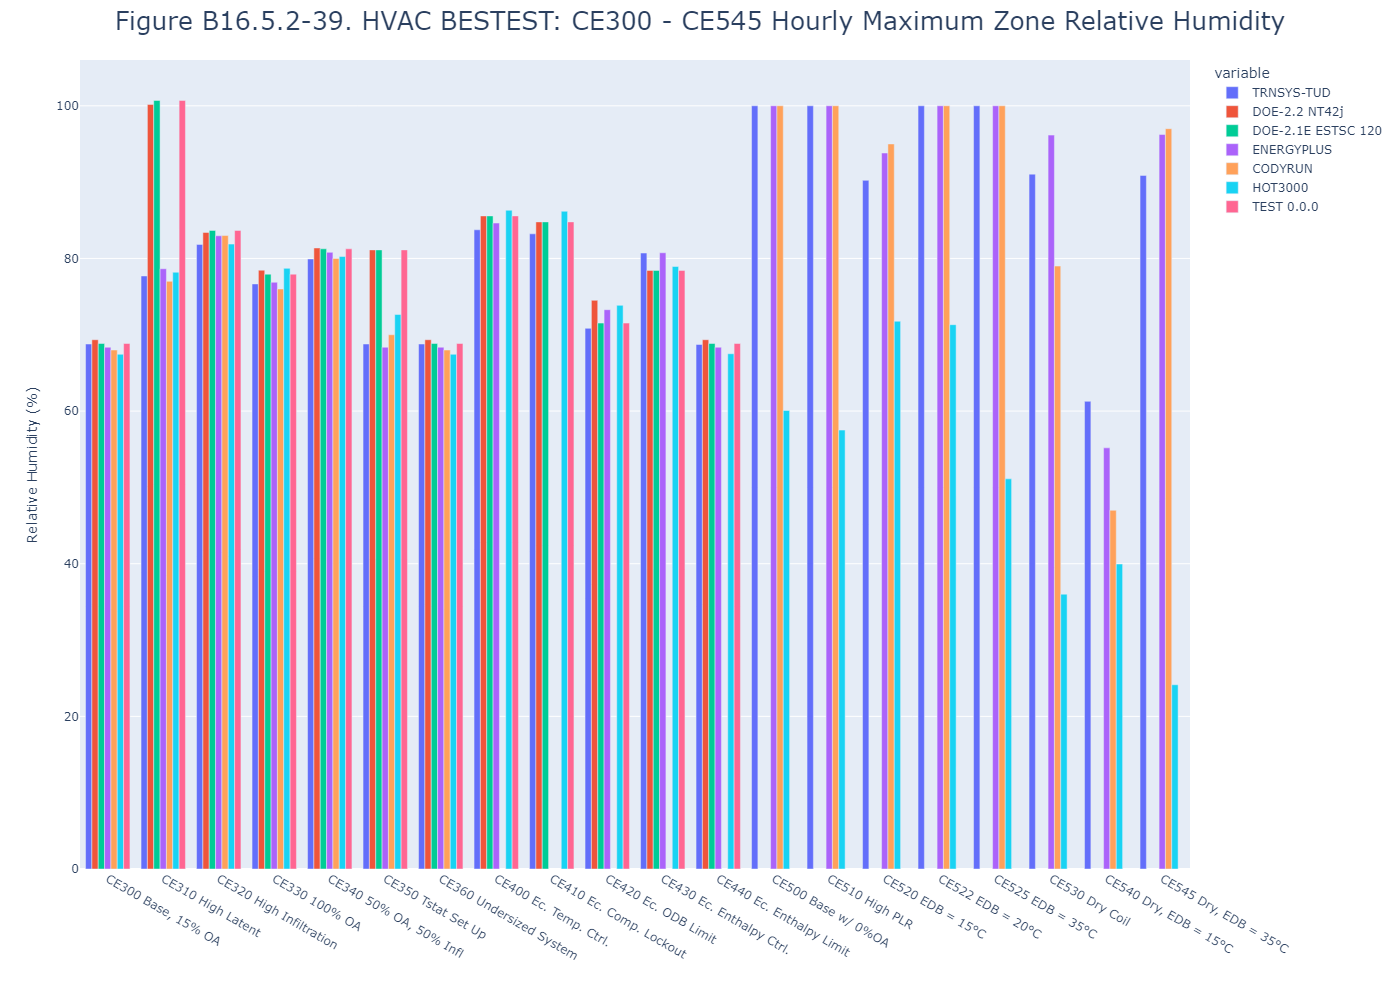 Figure B16.5.2-39. HVAC BESTEST: CE300 - CE545 Hourly Maximum Zone Relative Humidity
variable
TRNSYS-TUD
DOE-2.2 NT42j
DOE-2.1E ESTSC 120
ENERGYPLUS
CODYRUN
HOT3000
TEST 0.0.0
Relative Humidity (%)
100
80
60
40
20
0
CE300 Base, 15% OA
CE310 High Latent
CE320 High Infiltration
CE330 100% OA
CE340 50% OA, 50% Infl
CE350 Tstat Set Up
CE360 Undersized System
CE400 Ec. Temp. Ctrl.
CE410 Ec. Comp. Lockout
CE420 Ec. ODB Limit
CE430 Ec. Enthalpy Ctrl.
CE440 Ec. Enthalpy Limit
CE500 Base w/ 0%OA
CE510 High PLR
CE520 EDB = 15°C
CE522 EDB = 20°C
CE525 EDB = 35°C
CE530 Dry Coil
CE540 Dry, EDB = 15°C
CE545 Dry, EDB = 35°C